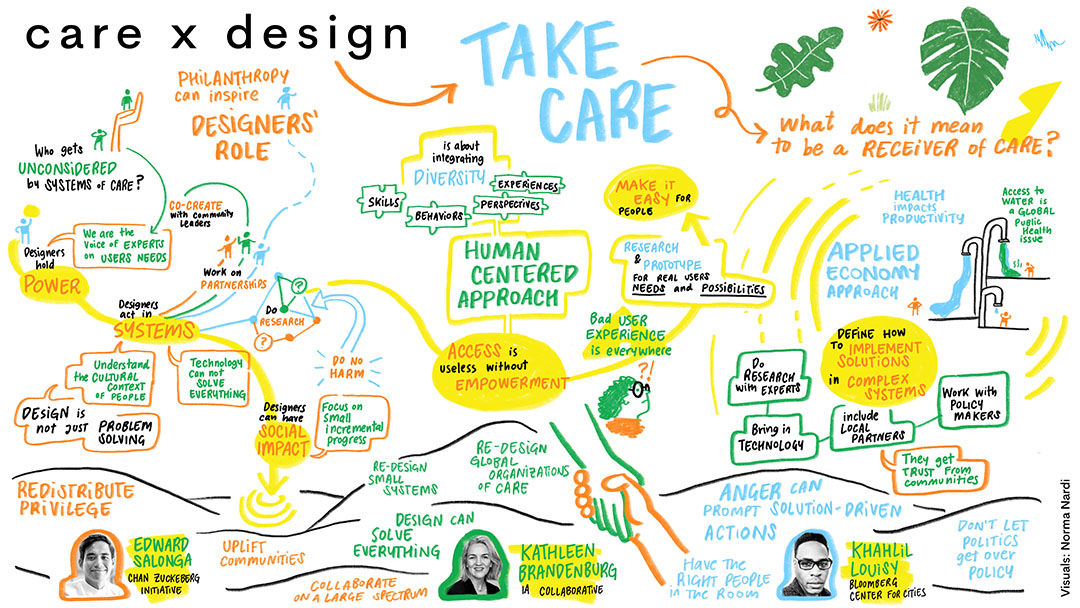 care x design
TAKE
CARE
PHILANTHROPY
can inspire
DESIGNERS'
ROLE
Who gets
UNCONSIDERED
by SYSTEMS of CARE?
CO-CREATE
with community
leaders
We are the
Voice of EXPERTS
on USERS NEEDS
Designers
hold
POWER
Work on
PARTNERSHIPS
Designers
act in
SYSTEMS
Do
RESEARCH
?
?
DO NO
HARM
Understand
the CULTURAL
CONTEXT
OF PEOPLE
Technology
can not
SOLVE
EVERYTHING
DESIGN is
not just PROBLEM
SOLVING
Designers
can have
SOCIAL
IMPACT
Focus on
Small
incremental
progress
is about
integrating
DIVERSITY
SKILLS
EXPERIENCES
BEHAVIORS
PERSPECTIVES
HUMAN
CENTERED
APPROACH
ACCESS is
useless without
EMPOWERMENT
MAKE IT
EASY FOR
PEOPLE
RESEARCH
& PROTOTYPE
FOR REAL USERS
NEEDS and POSSIBILITIES
Bad USER
EXPERIENCE
is everywhere
?!
What does it mean
to be a RECEIVER of CARE?
HEALTH
impacts
PRODUCTIVITY
Access to
WATER is
a GLOBAL
Public
Health
issue
APPLIED
ECONOMY
APPROACH
DEFINE HOW
TO IMPLEMENT
SOLUTIONS
in COMPLEX
SYSTEMS
Do
RESEARCH
with EXPERTS
Bring in
TECHNOLOGY
include
LOCAL
PARTNERS
Work with
POLICY
MAKERS
They get
TRUST from
communities
REDISTRIBUTE
PRIVILEGE
EDWARD
SALONGA
CHAN ZUCKEBERG
INITIATIVE
UPLIFT
COMMUNITIES
COLLABORATE
ON A LARGE SPECTRUM
RE-DESIGN
SMALL
SYSTEMS
RE-DESIGN
GLOBAL
ORGANIZATIONS
OF CARE
DESIGN CAN
SOLVE
EVERYTHING
KATHLEEN
BRANDENBURG
IA COLLABORATIVE
ANGER CAN
PROMPT SOLUTION-DRIVEN
ACTIONS
HAVE the
RIGHT PEOPLE
IN THE ROOM
KHAHLIL
LOUISY
BLOOMBERG
CENTER FOR CITIES
DON'T LET
POLITICS
get over
POLICY
Visuals: Norma Nardi